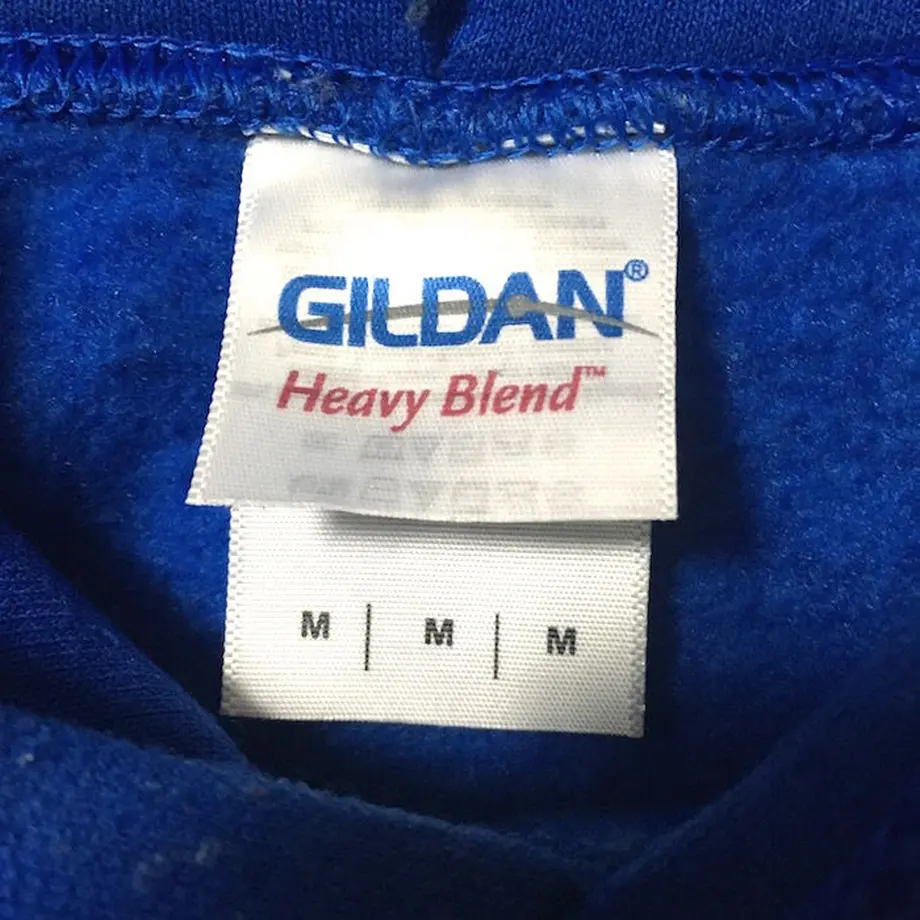 GILDAN®
Heavy Blend™
M | M | M